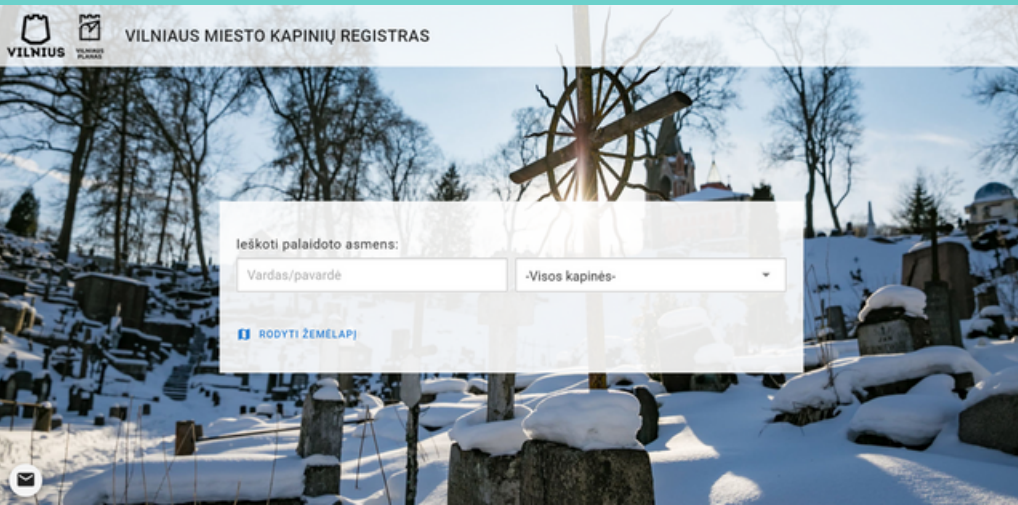 VILNIUS
VILNIAUS
PLANAS
VILNIAUS MIESTO KAPINIŲ REGISTRAS
Ieškoti palaidoto asmens:
Vardas/pavardė
-Visos kapinės-
RODYTI ŽEMĖLAPĮ